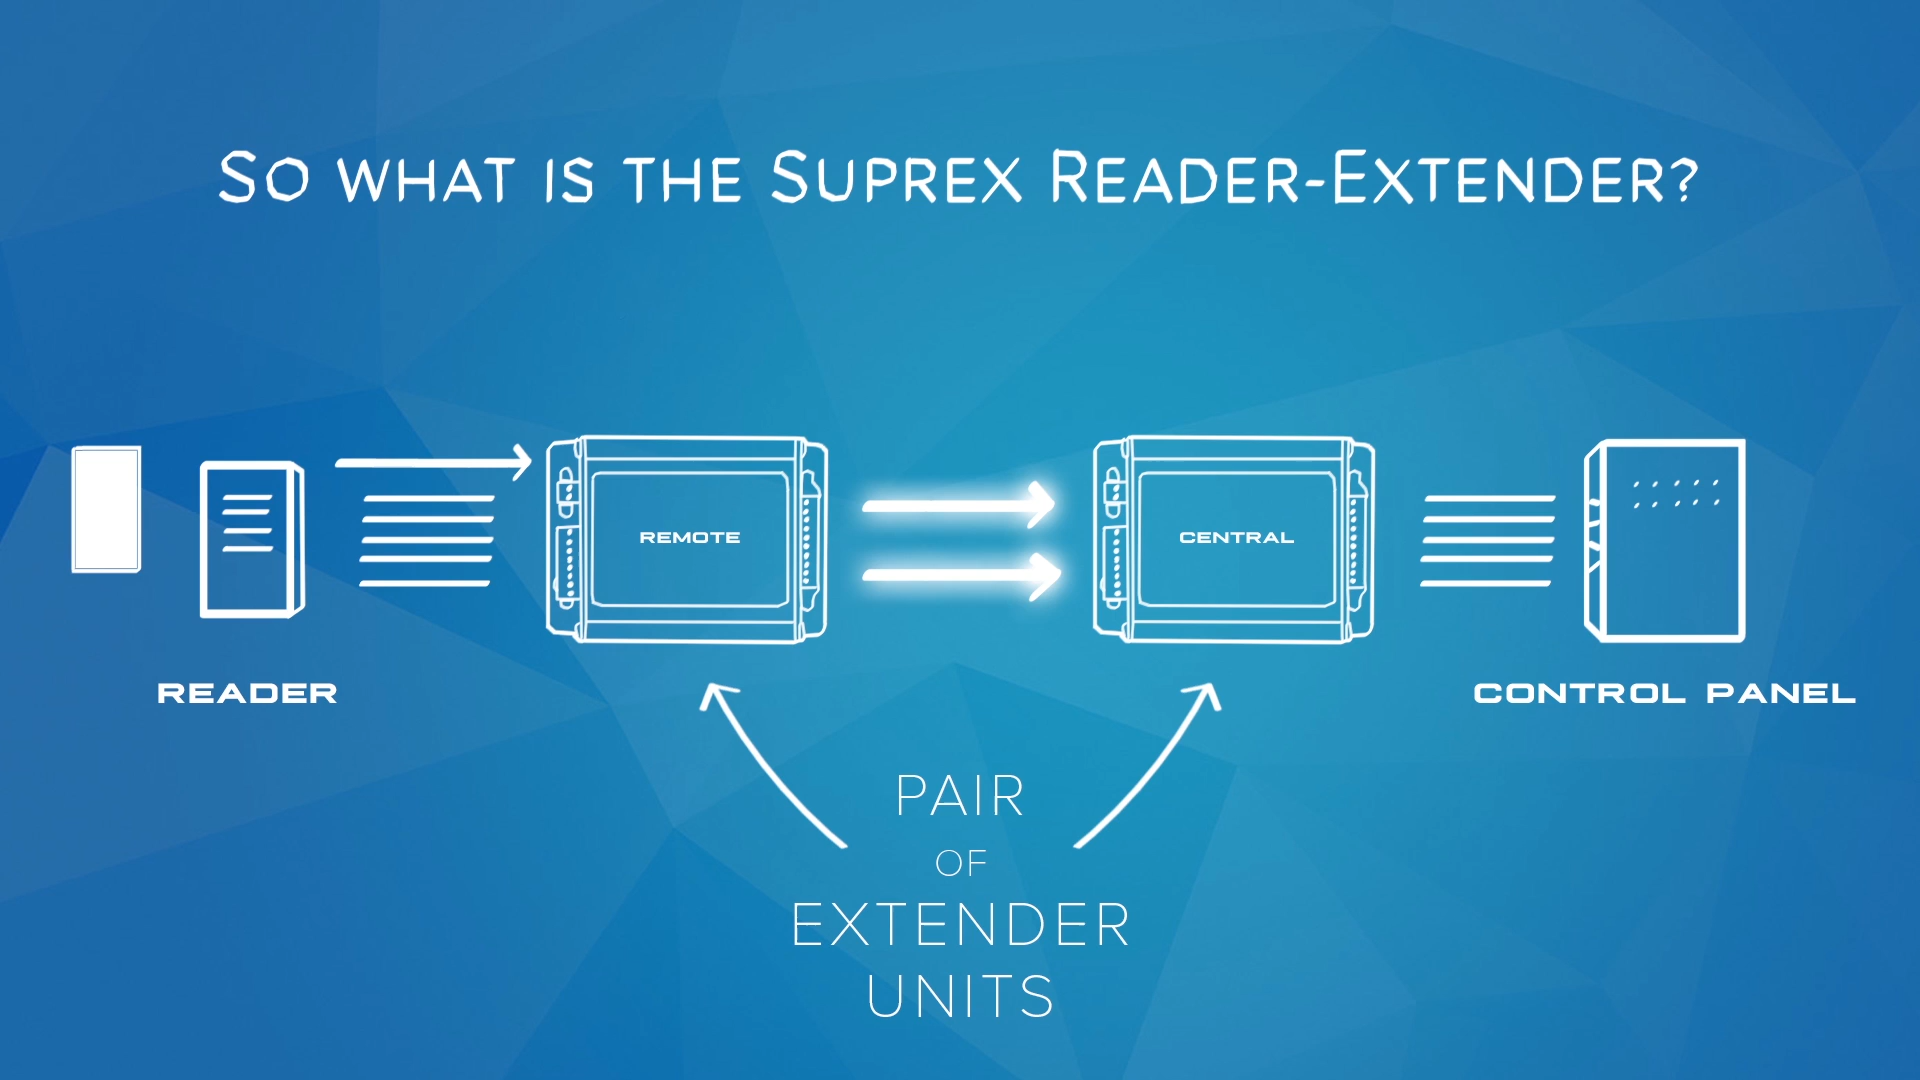 So what is the Suprex Reader-Extender?
REMOTE
CENTRAL
READER
CONTROL PANEL
PAIR
OF
EXTENDER
UNITS